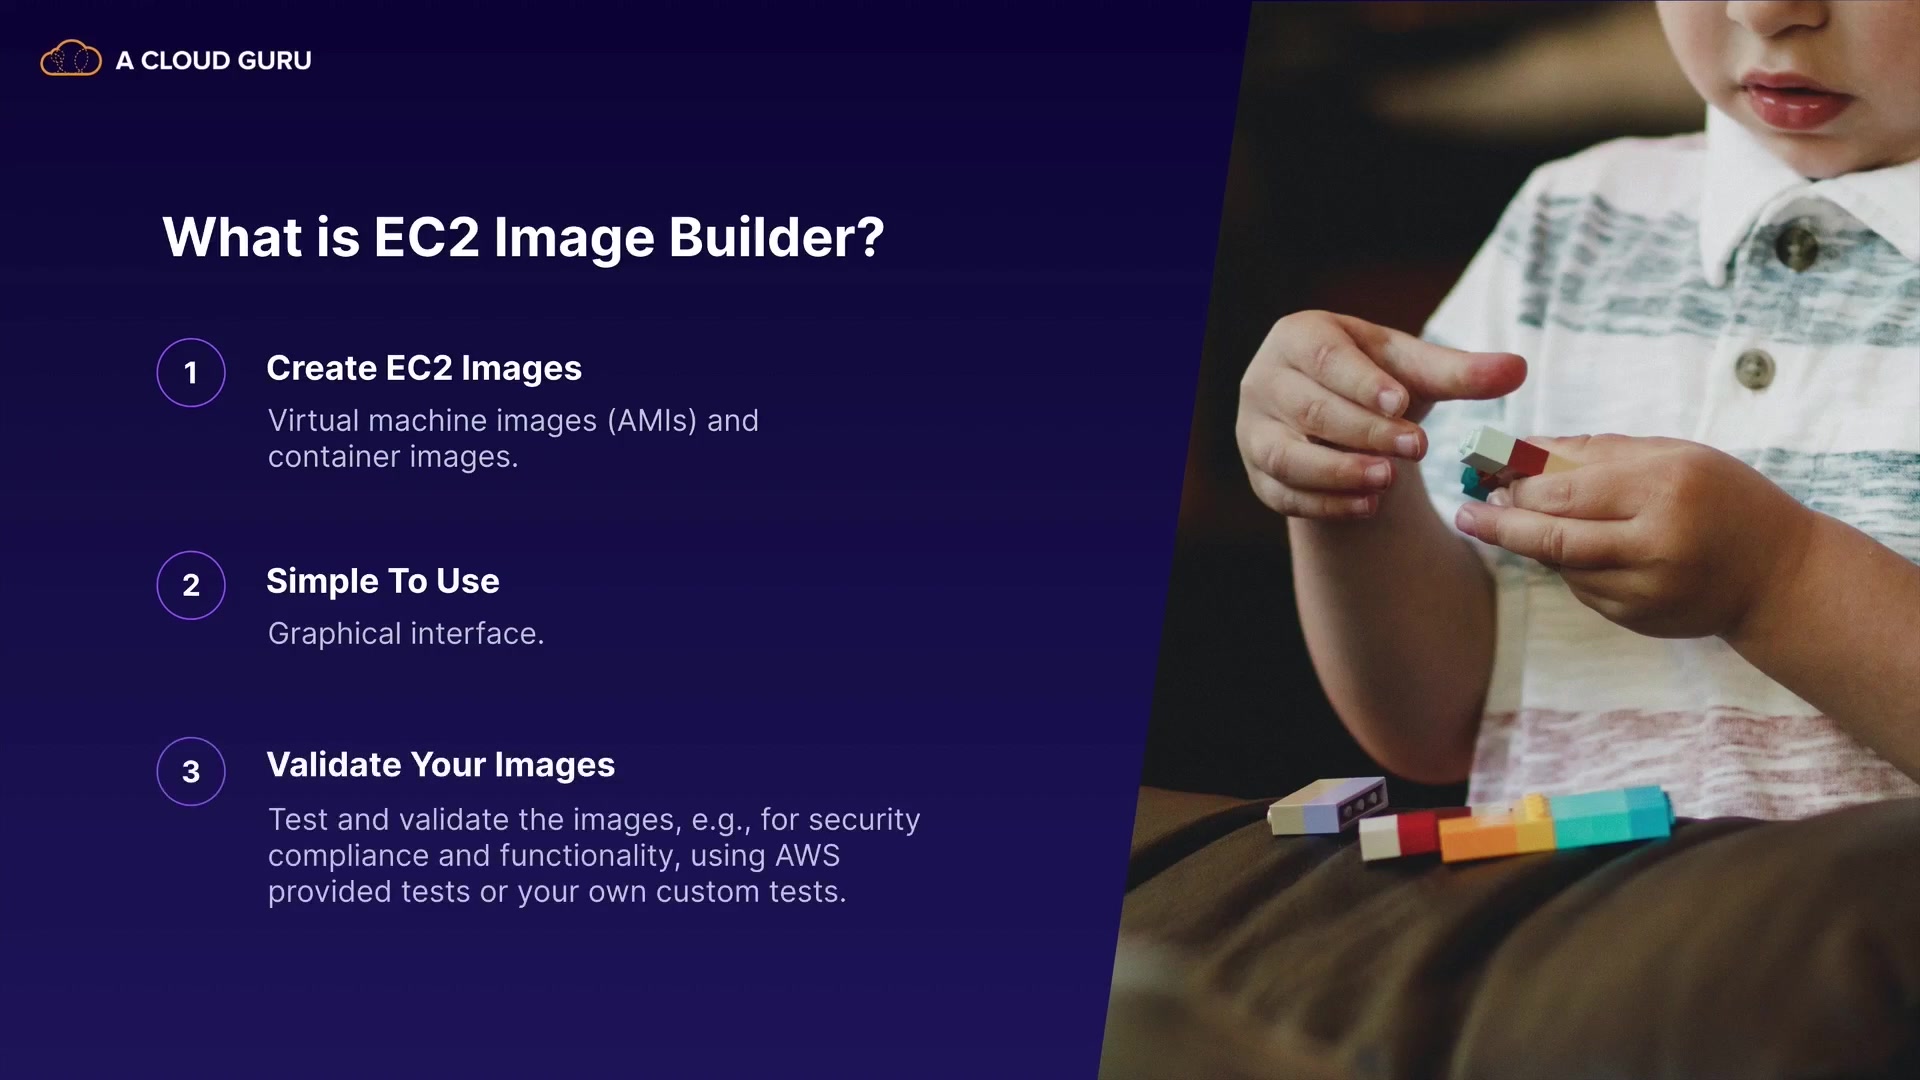 A CLOUD GURU
What is EC2 Image Builder?
1
Create EC2 Images
Virtual machine images (AMIs) and
container images.
2
Simple To Use
Graphical interface.
3
Validate Your Images
Test and validate the images, e.g., for security
compliance and functionality, using AWS
provided tests or your own custom tests.